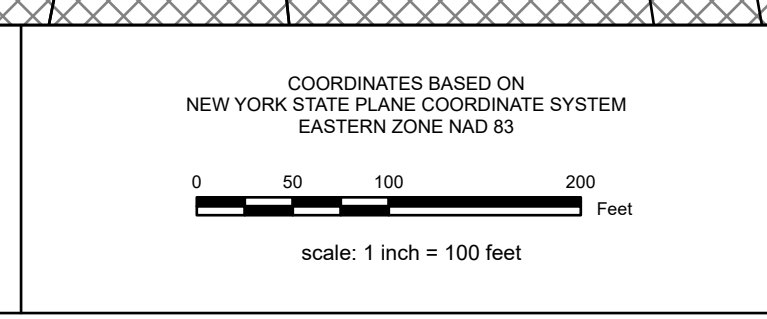 COORDINATES BASED ON
NEW YORK STATE PLANE COORDINATE SYSTEM
EASTERN ZONE NAD 83
0 50 100 200
Feet
scale: 1 inch = 100 feet